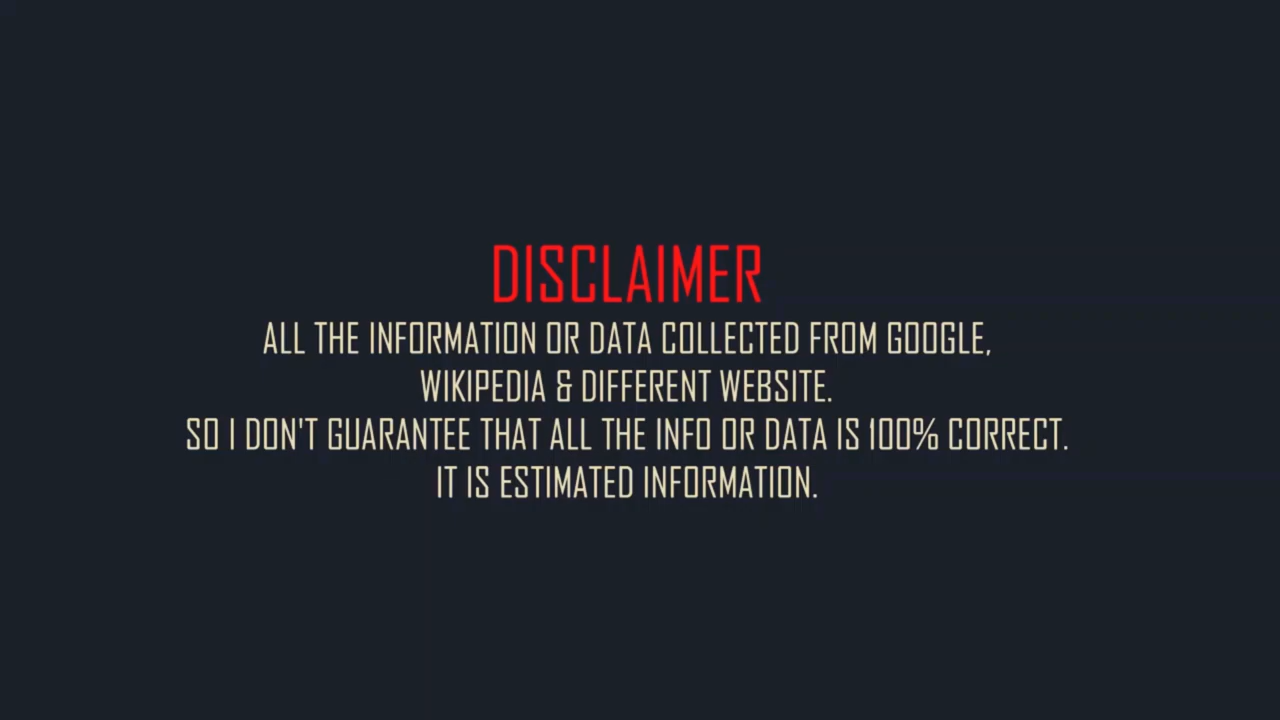 DISCLAIMER
ALL THE INFORMATION OR DATA COLLECTED FROM GOOGLE,
WIKIPEDIA & DIFFERENT WEBSITE.
SO I DON'T GUARANTEE THAT ALL THE INFO OR DATA IS 100% CORRECT.
IT IS ESTIMATED INFORMATION.